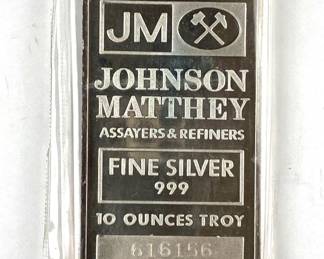 JM
JOHNSON
MATTHEY
ASSAYERS & REFINERS
FINE SILVER
999
10 OUNCES TROY
616156